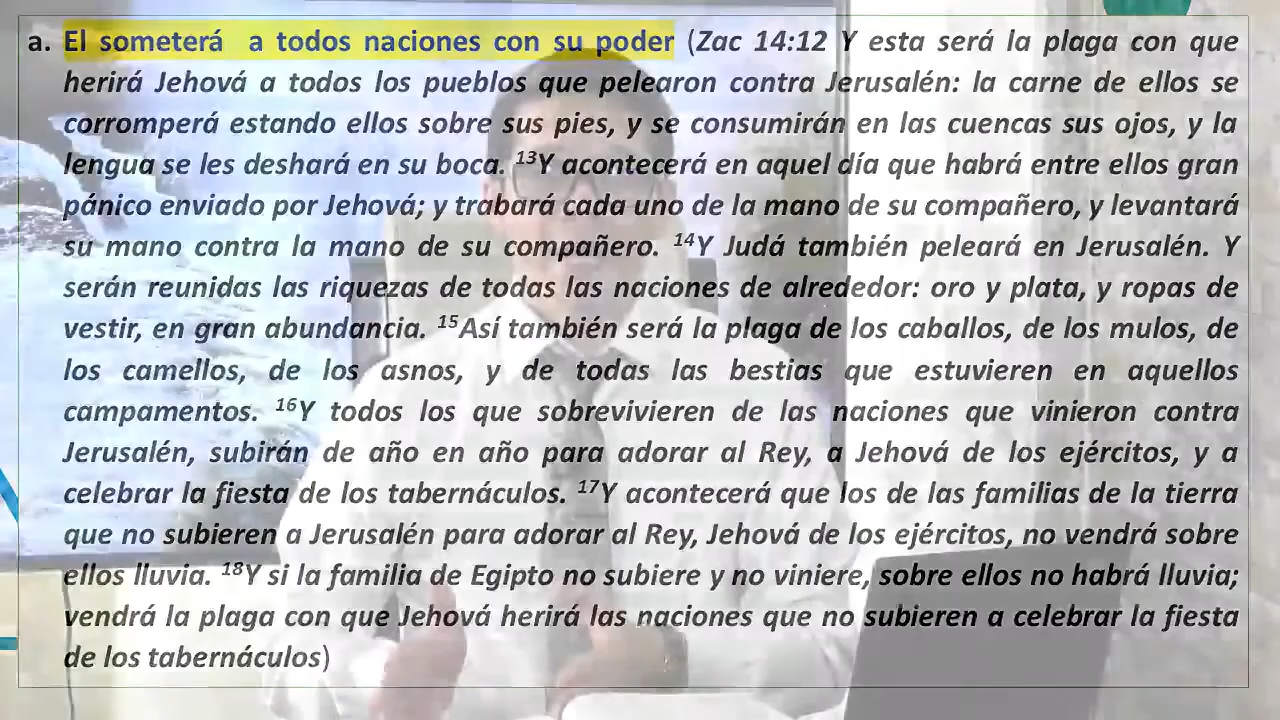 a. El someterá a todos naciones con su poder (Zac 14:12 Y esta será la plaga con que
herirá Jehová a todos los pueblos que pelearon contra Jerusalén: la carne de ellos se
corromperá estando ellos sobre sus pies, y se consumirán en las cuencas sus ojos, y la
lengua se les deshará en su boca. 13Y acontecerá en aquel día que habrá entre ellos gran
pánico enviado por Jehová; y trabará cada uno de la mano de su compañero, y levantará
su mano contra la mano de su compañero. 14Y Judá también peleará en Jerusalén. Y
serán reunidas las riquezas de todas las naciones de alrededor: oro y plata, y ropas de
vestir, en gran abundancia. 15Así también será la plaga de los caballos, de los mulos, de
los camellos, de los asnos, y de todas las bestias que estuvieren en aquellos
campamentos. 16Y todos los que sobrevivieren de las naciones que vinieron contra
Jerusalén, subirán de año en año para adorar al Rey, a Jehová de los ejércitos, y a
celebrar la fiesta de los tabernáculos. 17Y acontecerá que los de las familias de la tierra
que no subieren a Jerusalén para adorar al Rey, Jehová de los ejércitos, no vendrá sobre
ellos lluvia. 18Y si la familia de Egipto no subiere y no viniere, sobre ellos no habrá lluvia;
vendrá la plaga con que Jehová herirá las naciones que no subieren a celebrar la fiesta
de los tabernáculos)